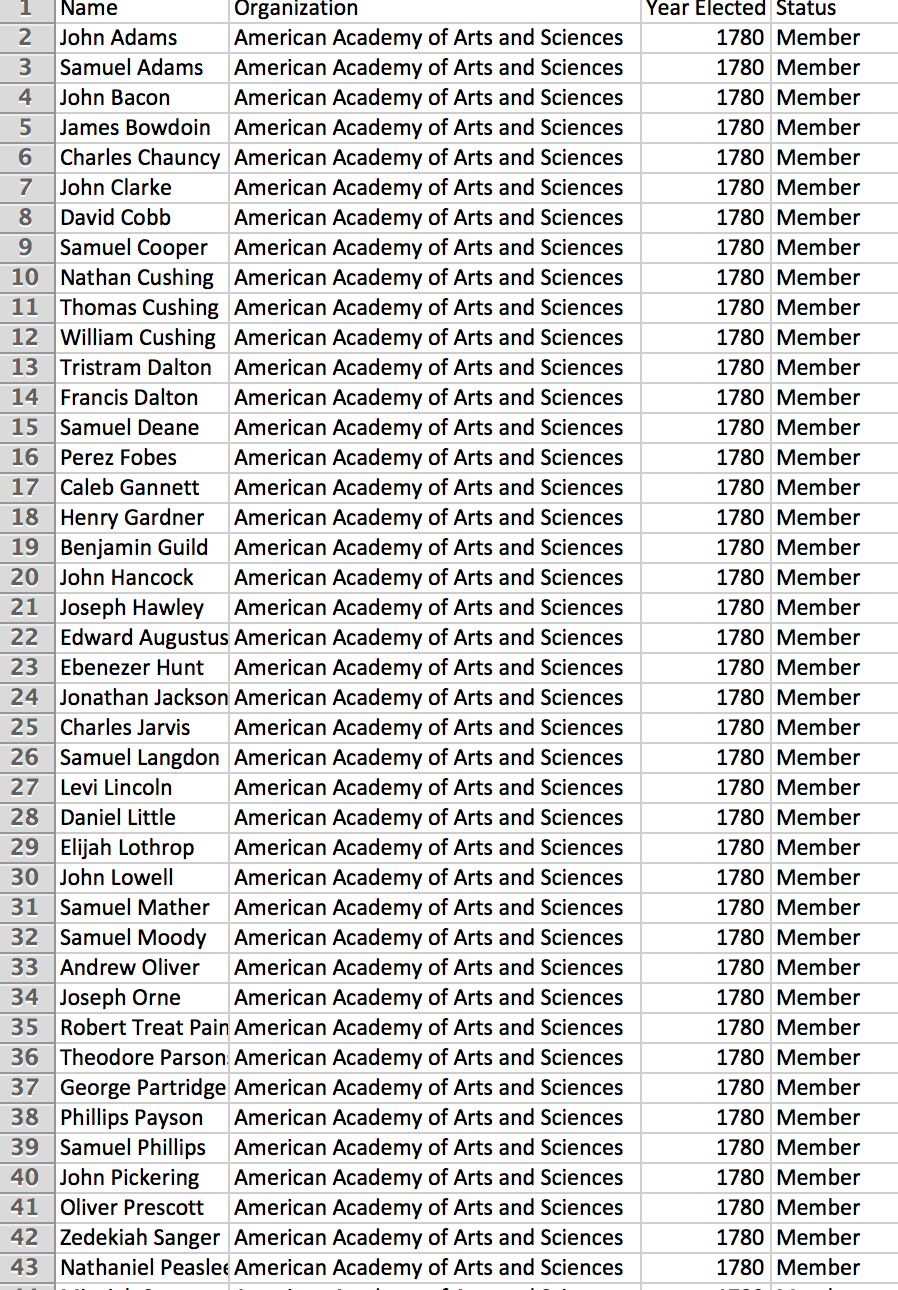 1 Name Organization Year Elected Status
2 John Adams American Academy of Arts and Sciences 1780 Member
3 Samuel Adams American Academy of Arts and Sciences 1780 Member
4 John Bacon American Academy of Arts and Sciences 1780 Member
5 James Bowdoin American Academy of Arts and Sciences 1780 Member
6 Charles Chauncy American Academy of Arts and Sciences 1780 Member
7 John Clarke American Academy of Arts and Sciences 1780 Member
8 David Cobb American Academy of Arts and Sciences 1780 Member
9 Samuel Cooper American Academy of Arts and Sciences 1780 Member
10 Nathan Cushing American Academy of Arts and Sciences 1780 Member
11 Thomas Cushing American Academy of Arts and Sciences 1780 Member
12 William Cushing American Academy of Arts and Sciences 1780 Member
13 Tristram Dalton American Academy of Arts and Sciences 1780 Member
14 Francis Dalton American Academy of Arts and Sciences 1780 Member
15 Samuel Deane American Academy of Arts and Sciences 1780 Member
16 Perez Fobes American Academy of Arts and Sciences 1780 Member
17 Caleb Gannett American Academy of Arts and Sciences 1780 Member
18 Henry Gardner American Academy of Arts and Sciences 1780 Member
19 Benjamin Guild American Academy of Arts and Sciences 1780 Member
20 John Hancock American Academy of Arts and Sciences 1780 Member
21 Joseph Hawley American Academy of Arts and Sciences 1780 Member
22 Edward Augustus American Academy of Arts and Sciences 1780 Member
23 Ebenezer Hunt American Academy of Arts and Sciences 1780 Member
24 Jonathan Jackson American Academy of Arts and Sciences 1780 Member
25 Charles Jarvis American Academy of Arts and Sciences 1780 Member
26 Samuel Langdon American Academy of Arts and Sciences 1780 Member
27 Levi Lincoln American Academy of Arts and Sciences 1780 Member
28 Daniel Little American Academy of Arts and Sciences 1780 Member
29 Elijah Lothrop American Academy of Arts and Sciences 1780 Member
30 John Lowell American Academy of Arts and Sciences 1780 Member
31 Samuel Mather American Academy of Arts and Sciences 1780 Member
32 Samuel Moody American Academy of Arts and Sciences 1780 Member
33 Andrew Oliver American Academy of Arts and Sciences 1780 Member
34 Joseph Orne American Academy of Arts and Sciences 1780 Member
35 Robert Treat Pain American Academy of Arts and Sciences 1780 Member
36 Theodore Parson American Academy of Arts and Sciences 1780 Member
37 George Partridge American Academy of Arts and Sciences 1780 Member
38 Phillips Payson American Academy of Arts and Sciences 1780 Member
39 Samuel Phillips American Academy of Arts and Sciences 1780 Member
40 John Pickering American Academy of Arts and Sciences 1780 Member
41 Oliver Prescott American Academy of Arts and Sciences 1780 Member
42 Zedekiah Sanger American Academy of Arts and Sciences 1780 Member
43 Nathaniel Peaslee American Academy of Arts and Sciences 1780 Member